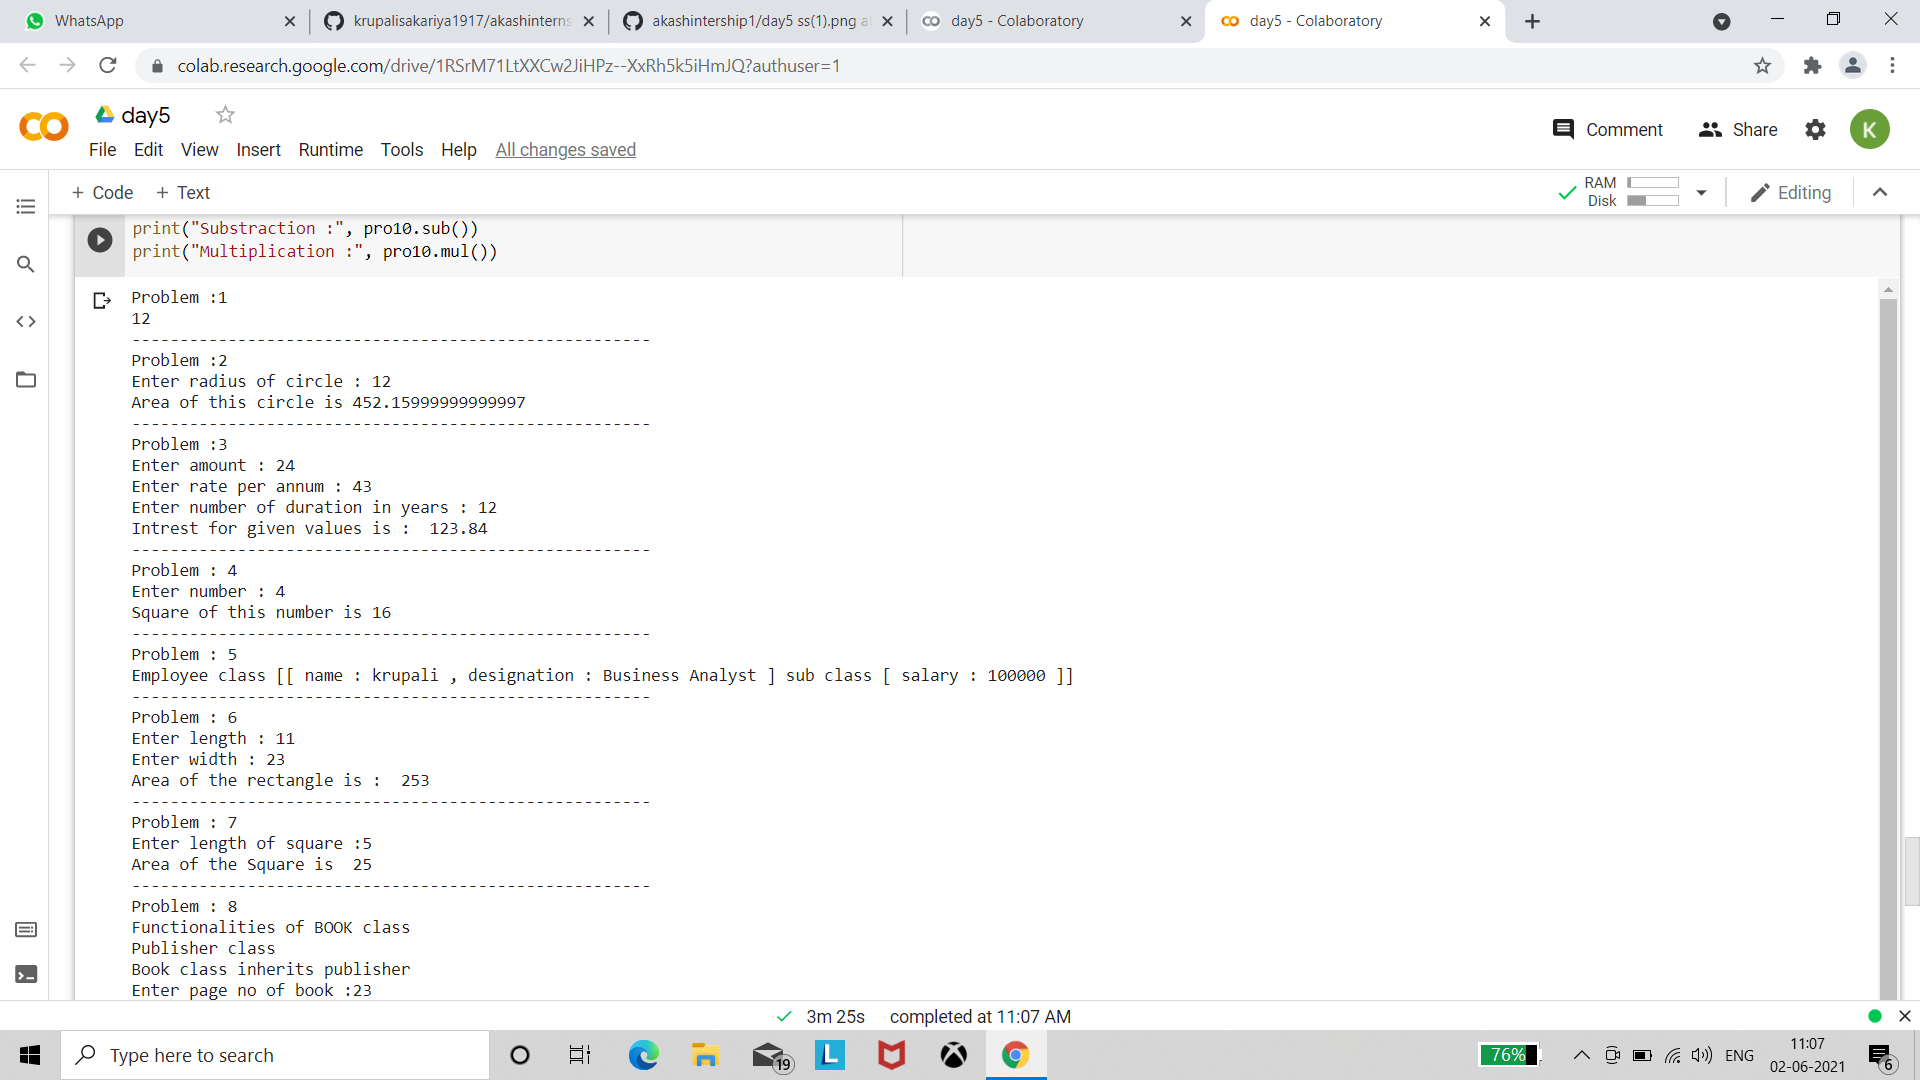 WhatsApp
krupalisakariya1917/akashinterns
akashintership1/day5 ss(1).png a
day5 - Colaboratory
day5 - Colaboratory
colab.research.google.com/drive/1RSrM71LtXXCw2JiHPz--XxRh5k5iHmJQ?authuser=1
day5
Comment
Share
K
File Edit View Insert Runtime Tools Help All changes saved
+ Code + Text
RAM
Disk
Editing
print("Substraction :", pro10.sub())
print("Multiplication :", pro10.mul())
Problem :1
12
------------------------------------------------------
Problem :2
Enter radius of circle : 12
Area of this circle is 452.15999999999997
------------------------------------------------------
Problem :3
Enter amount : 24
Enter rate per annum : 43
Enter number of duration in years : 12
Intrest for given values is :  123.84
------------------------------------------------------
Problem : 4
Enter number : 4
Square of this number is 16
------------------------------------------------------
Problem : 5
Employee class [[ name : krupali , designation : Business Analyst ] sub class [ salary : 100000 ]]
------------------------------------------------------
Problem : 6
Enter length : 11
Enter width : 23
Area of the rectangle is :  253
------------------------------------------------------
Problem : 7
Enter length of square :5
Area of the Square is  25
------------------------------------------------------
Problem : 8
Functionalities of BOOK class
Publisher class
Book class inherits publisher
Enter page no of book :23
3m 25s completed at 11:07 AM
Type here to search
19
L
76%
ENG
11:07
02-06-2021
6